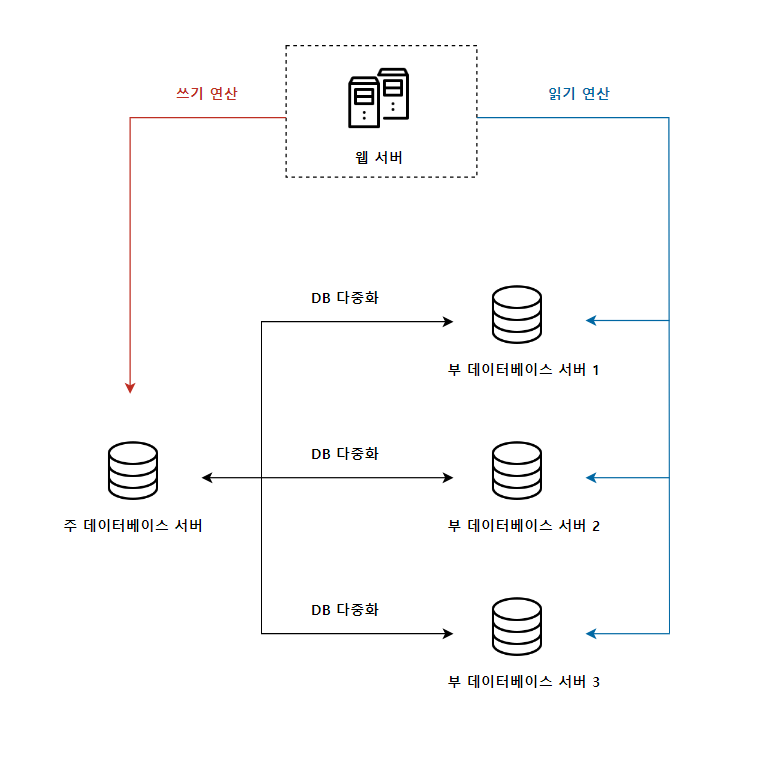 쓰기 연산
읽기 연산
웹 서버
DB 다중화
부 데이터베이스 서버 1
DB 다중화
주 데이터베이스 서버
부 데이터베이스 서버 2
DB 다중화
부 데이터베이스 서버 3